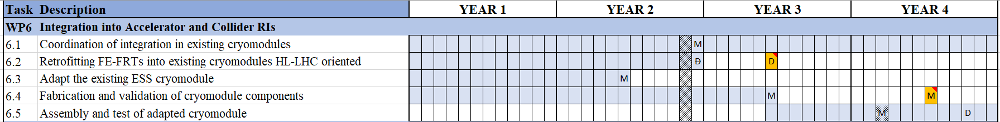 Task Description YEAR 1 YEAR 2 YEAR 3 YEAR 4
WP6 Integration into Accelerator and Collider RIs
6.1 Coordination of integration in existing cryomodules M
6.2 Retrofitting FE-FRTs into existing cryomodules HL-LHC oriented D D
6.3 Adapt the existing ESS cryomodule M
6.4 Fabrication and validation of cryomodule components M M
6.5 Assembly and test of adapted cryomodule M D